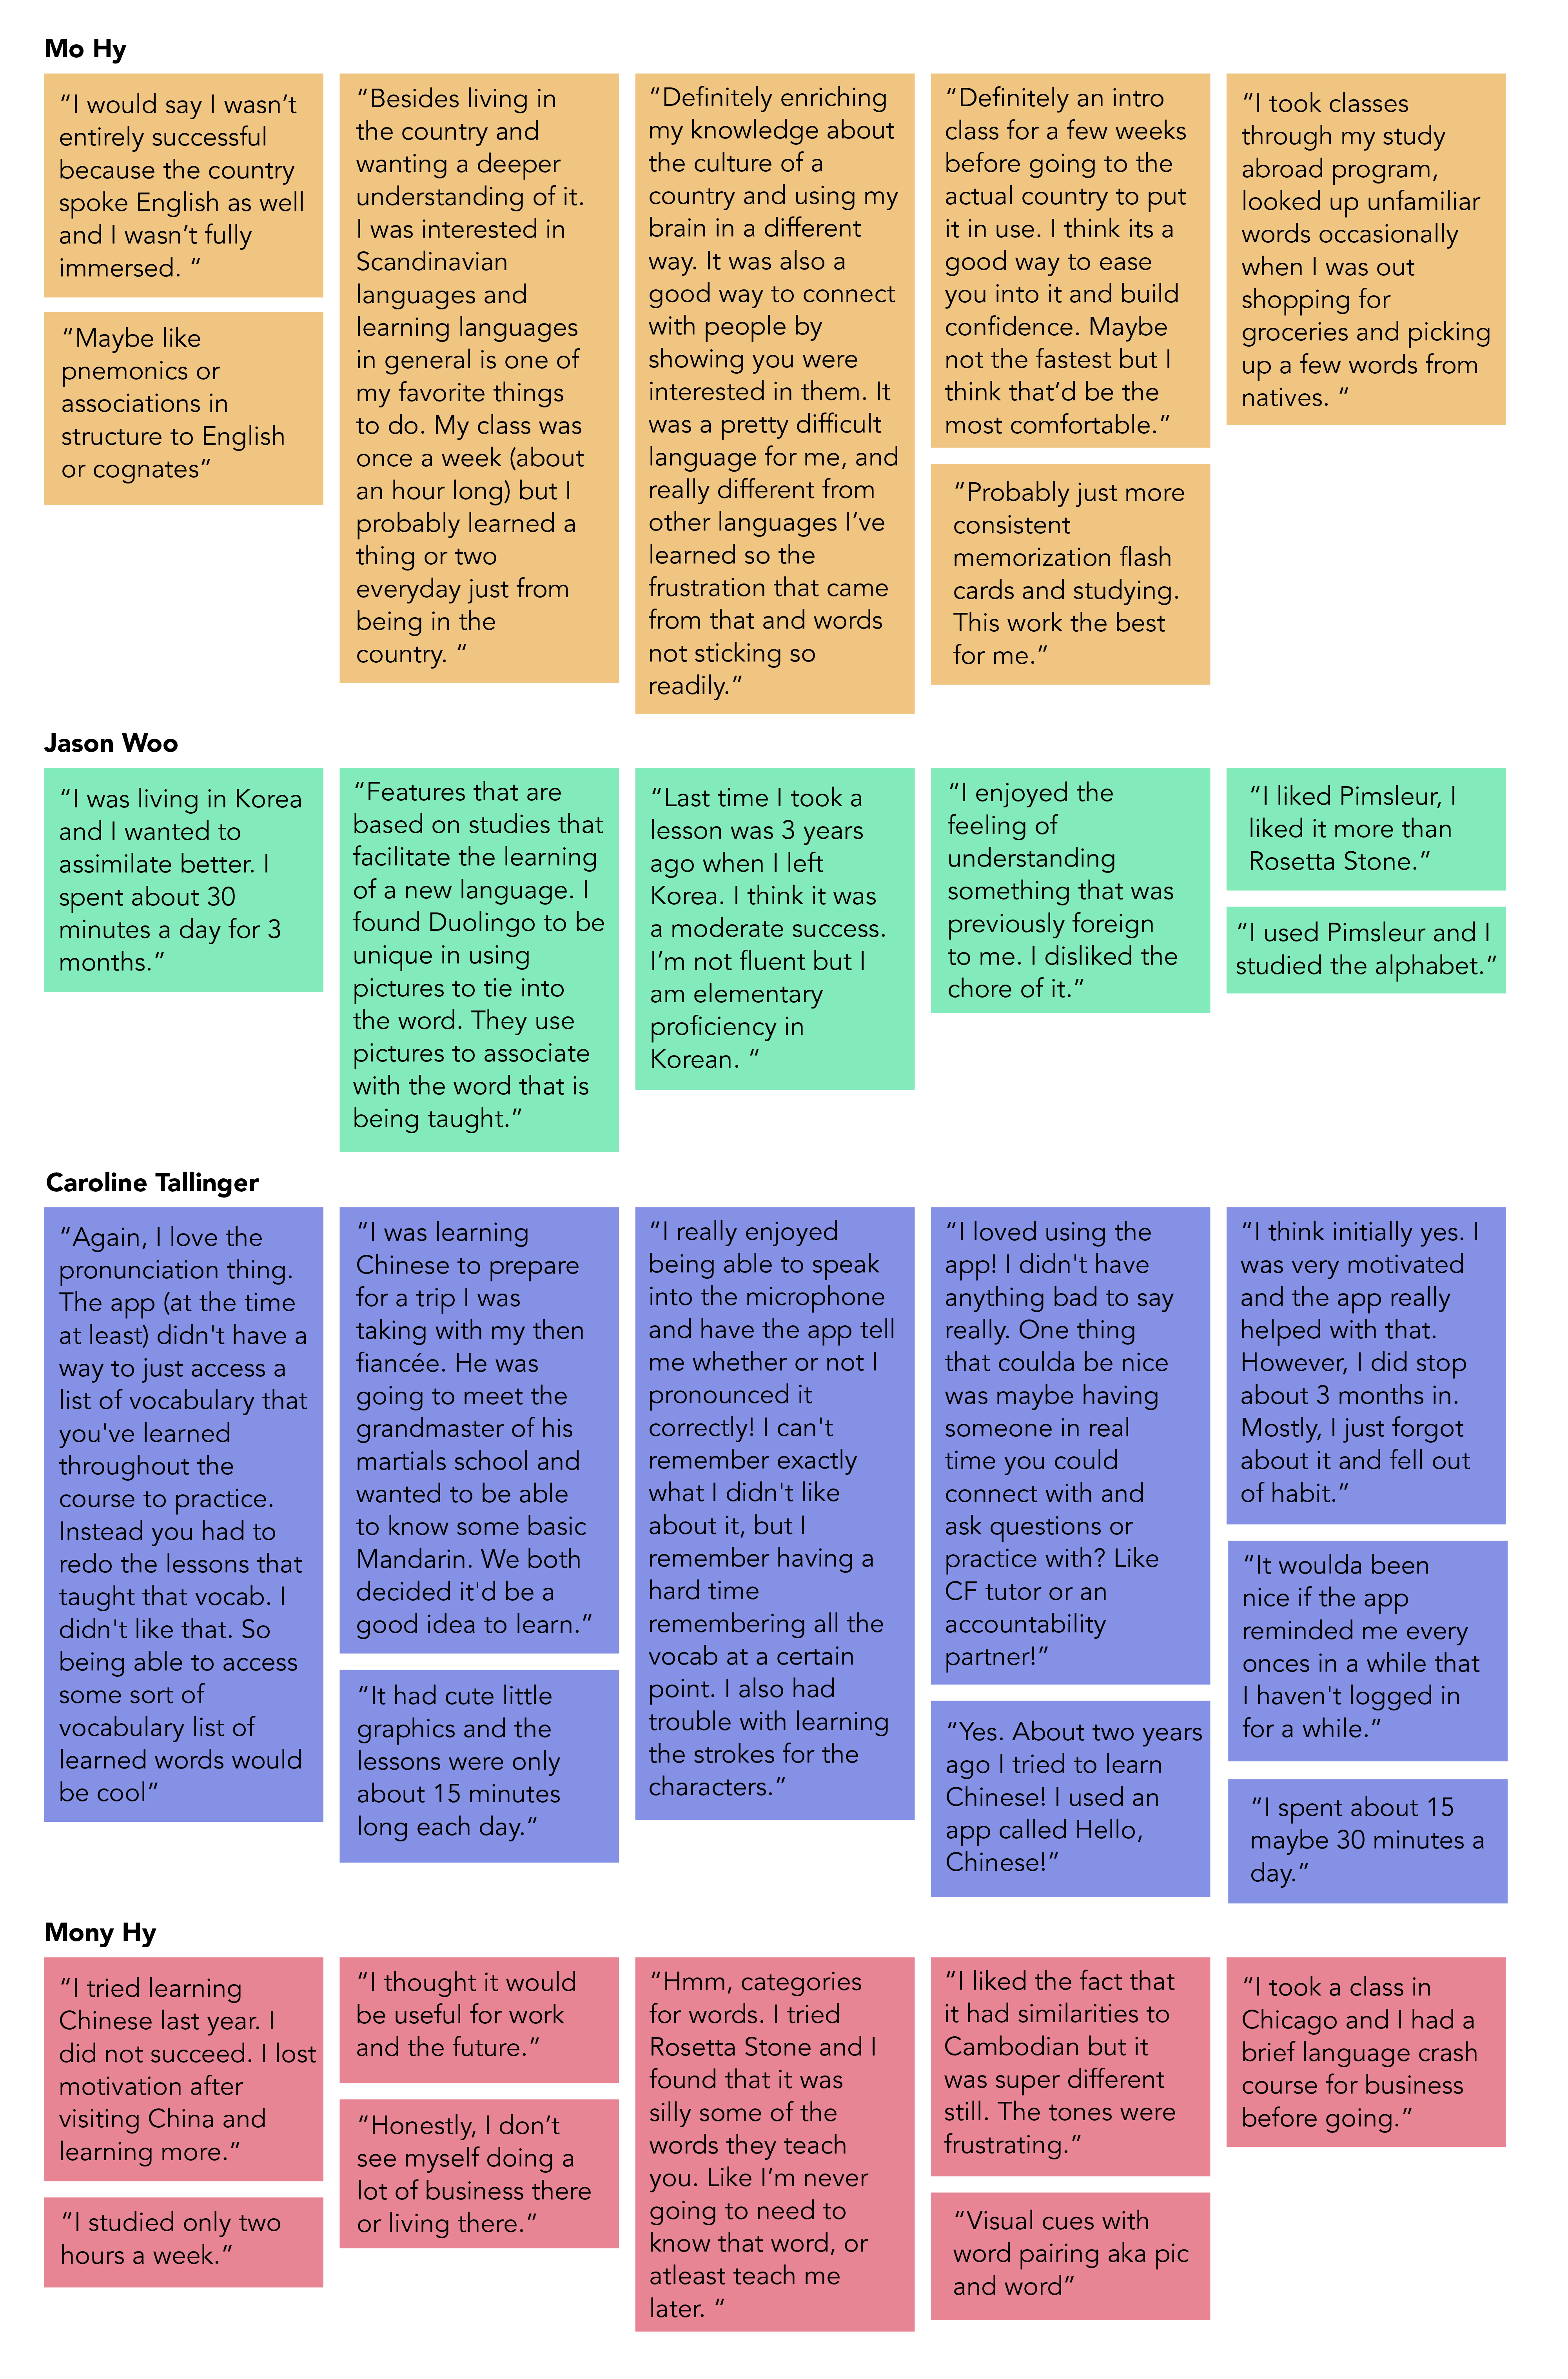 Mo Hy
“I would say I wasn’t
entirely successful
because the country
spoke English as well
and I wasn’t fully
immersed. “
“Maybe like
pnemonics or
associations in
structure to English
or cognates”
“Besides living in
the country and
wanting a deeper
understanding of it.
I was interested in
Scandinavian
languages and
learning languages
in general is one of
my favorite things
to do. My class was
once a week (about
an hour long) but I
probably learned a
thing or two
everyday just from
being in the
country. “
“Definitely enriching
my knowledge about
the culture of a
country and using my
brain in a different
way. It was also a
good way to connect
with people by
showing you were
interested in them. It
was a pretty difficult
language for me, and
really different from
other languages I’ve
learned so the
frustration that came
from that and words
not sticking so
readily.”
“Definitely an intro
class for a few weeks
before going to the
actual country to put
it in use. I think its a
good way to ease
you into it and build
confidence. Maybe
not the fastest but I
think that’d be the
most comfortable.”
“Probably just more
consistent
memorization flash
cards and studying.
This work the best
for me.”
“I took classes
through my study
abroad program,
looked up unfamiliar
words occasionally
when I was out
shopping for
groceries and picking
up a few words from
natives. “
Jason Woo
“I was living in Korea
and I wanted to
assimilate better. I
spent about 30
minutes a day for 3
months.”
“Features that are
based on studies that
facilitate the learning
of a new language. I
found Duolingo to be
unique in using
pictures to tie into
the word. They use
pictures to associate
with the word that is
being taught.”
“Last time I took a
lesson was 3 years
ago when I left
Korea. I think it was
a moderate success.
I’m not fluent but I
am elementary
proficiency in
Korean. “
“I enjoyed the
feeling of
understanding
something that was
previously foreign
to me. I disliked the
chore of it.”
“I liked Pimsleur, I
liked it more than
Rosetta Stone.”
“I used Pimsleur and I
studied the alphabet.”
Caroline Tallinger
“Again, I love the
pronunciation thing.
The app (at the time
at least) didn't have a
way to just access a
list of vocabulary that
you've learned
throughout the
course to practice.
Instead you had to
redo the lessons that
taught that vocab. I
didn't like that. So
being able to access
some sort of
vocabulary list of
learned words would
be cool”
“I was learning
Chinese to prepare
for a trip I was
taking with my then
fiancée. He was
going to meet the
grandmaster of his
martials school and
wanted to be able
to know some basic
Mandarin. We both
decided it'd be a
good idea to learn.”
“It had cute little
graphics and the
lessons were only
about 15 minutes
long each day.“
“I really enjoyed
being able to speak
into the microphone
and have the app tell
me whether or not I
pronounced it
correctly! I can't
remember exactly
what I didn't like
about it, but I
remember having a
hard time
remembering all the
vocab at a certain
point. I also had
trouble with learning
the strokes for the
characters.”
“I loved using the
app! I didn't have
anything bad to say
really. One thing
that coulda be nice
was maybe having
someone in real
time you could
connect with and
ask questions or
practice with? Like
CF tutor or an
accountability
partner!”
“Yes. About two years
ago I tried to learn
Chinese! I used an
app called Hello,
Chinese!”
“I think initially yes. I
was very motivated
and the app really
helped with that.
However, I did stop
about 3 months in.
Mostly, I just forgot
about it and fell out
of habit.”
“It woulda been
nice if the app
reminded me every
onces in a while that
I haven't logged in
for a while.”
“I spent about 15
maybe 30 minutes a
day.”
Mony Hy
“I tried learning
Chinese last year. I
did not succeed. I lost
motivation after
visiting China and
learning more.”
“I studied only two
hours a week.”
“I thought it would
be useful for work
and the future.”
“Honestly, I don’t
see myself doing a
lot of business there
or living there.”
“Hmm, categories
for words. I tried
Rosetta Stone and I
found that it was
silly some of the
words they teach
you. Like I’m never
going to need to
know that word, or
atleast teach me
later. “
“I liked the fact that
it had similarities to
Cambodian but it
was super different
still. The tones were
frustrating.”
“Visual cues with
word pairing aka pic
and word”
“I took a class in
Chicago and I had a
brief language crash
course for business
before going.”